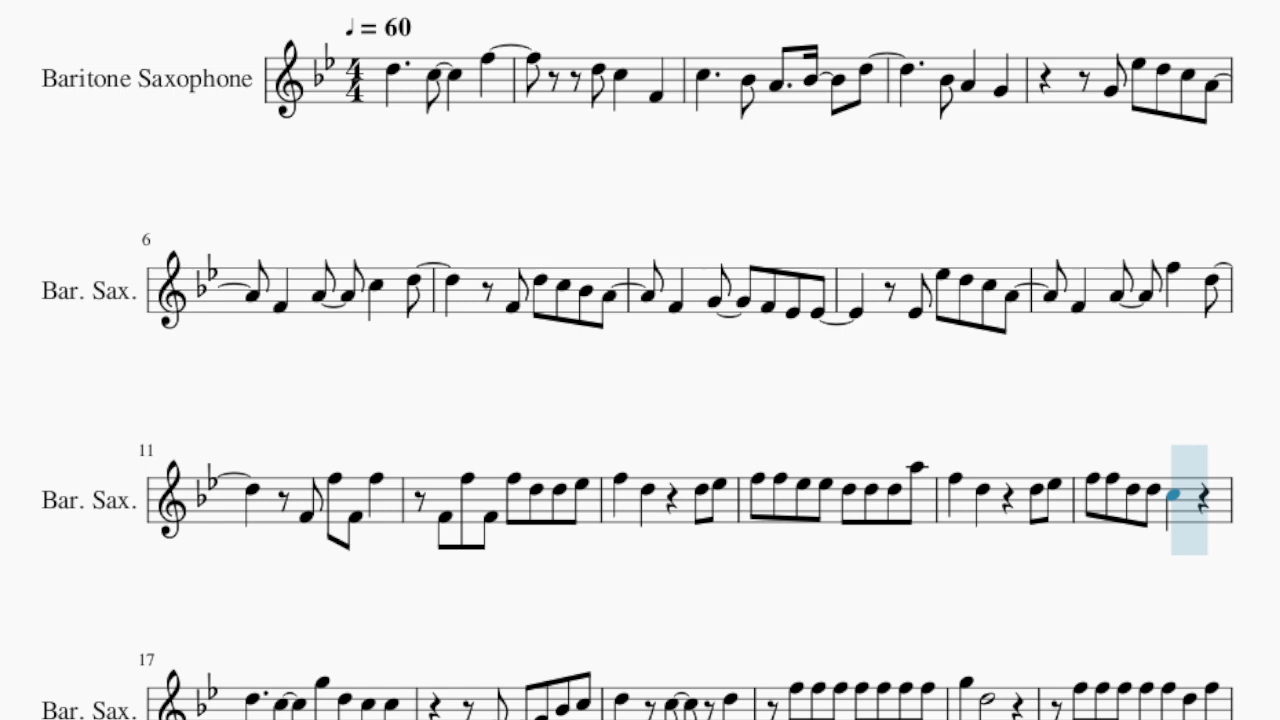 ♩ = 60
Baritone Saxophone
4
4
6
Bar. Sax.
11
Bar. Sax.
17
Bar. Sax.